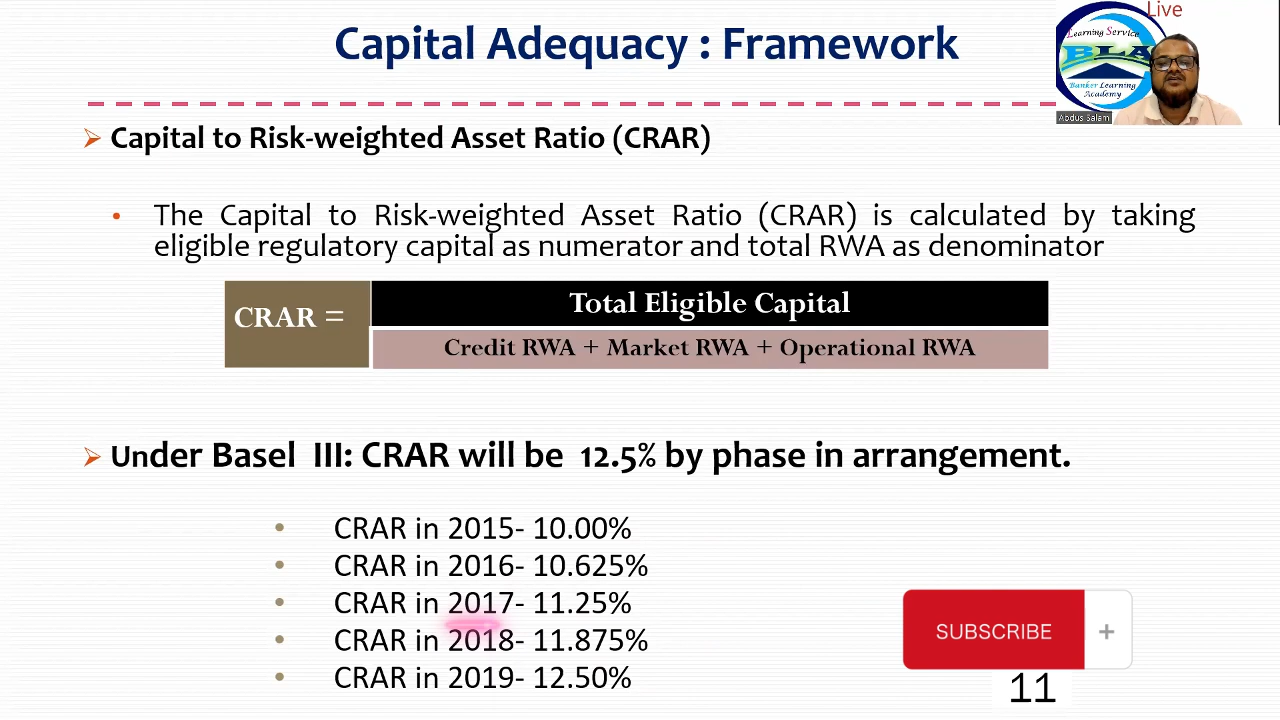 Capital Adequacy : Framework
Live
Learning Service
BLA
Banker Learning
Academy
Abdus Salam
Capital to Risk-weighted Asset Ratio (CRAR)
The Capital to Risk-weighted Asset Ratio (CRAR) is calculated by taking
eligible regulatory capital as numerator and total RWA as denominator
CRAR =
Total Eligible Capital
Credit RWA + Market RWA + Operational RWA
Under Basel III: CRAR will be 12.5% by phase in arrangement.
CRAR in 2015- 10.00%
CRAR in 2016- 10.625%
CRAR in 2017- 11.25%
CRAR in 2018- 11.875%
CRAR in 2019- 12.50%
SUBSCRIBE +
11